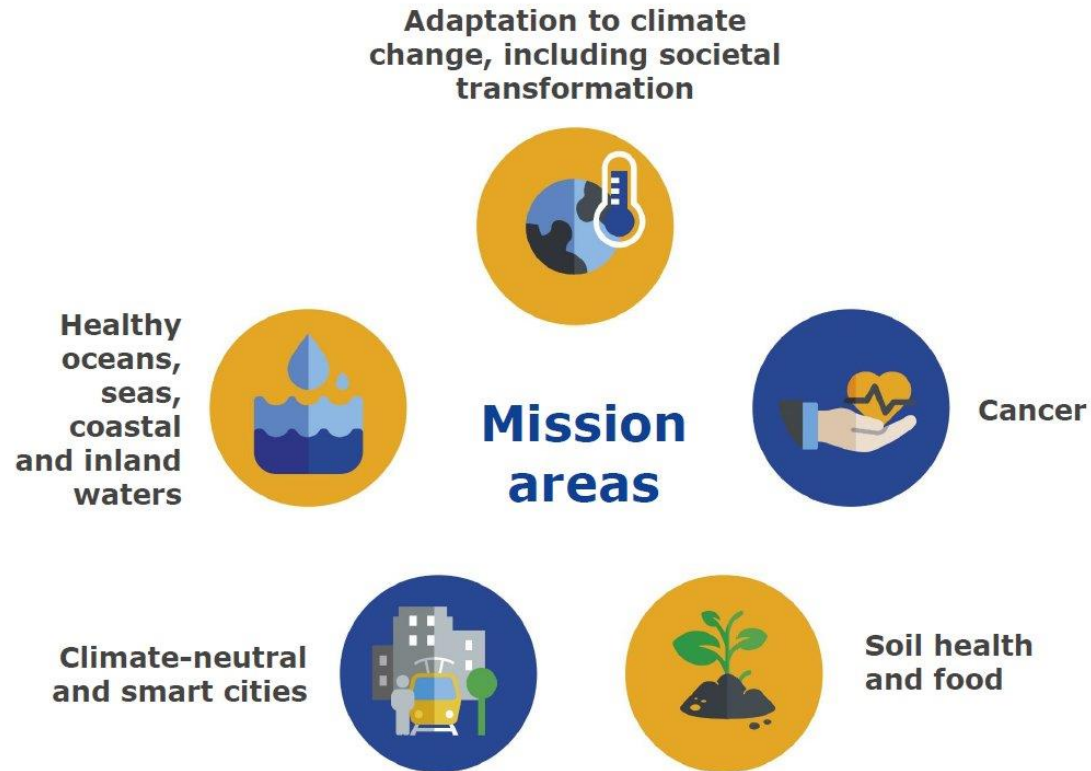 Adaptation to climate
change, including societal
transformation
Healthy
oceans,
seas,
coastal
and inland
waters
Mission
areas
Cancer
Climate-neutral
and smart cities
Soil health
and food